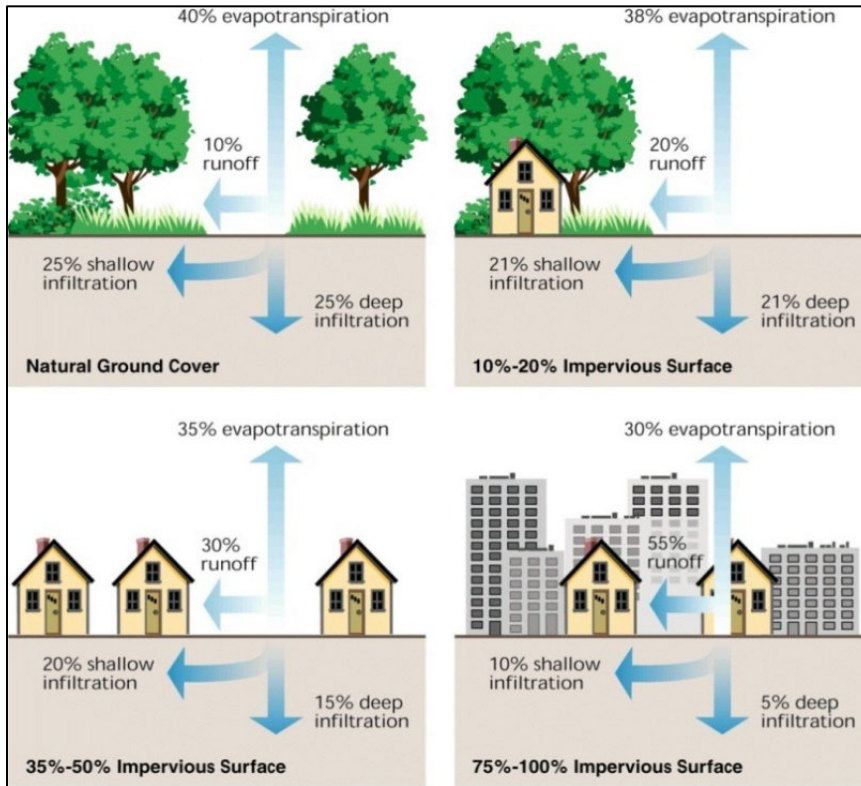 40% evapotranspiration
10%
runoff
25% shallow
infiltration
25% deep
infiltration
Natural Ground Cover
38% evapotranspiration
20%
runoff
21% shallow
infiltration
21% deep
infiltration
10%-20% Impervious Surface
35% evapotranspiration
30%
runoff
20% shallow
infiltration
15% deep
infiltration
35%-50% Impervious Surface
30% evapotranspiration
55%
runoff
10% shallow
infiltration
5% deep
infiltration
75%-100% Impervious Surface